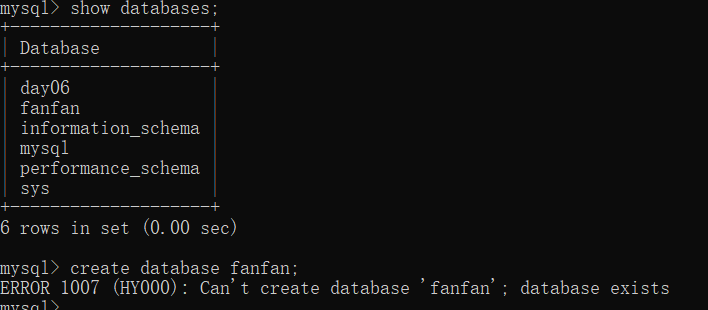 mysql> show databases;
+--------------------+
| Database           |
+--------------------+
| day06              |
| fanfan             |
| information_schema |
| mysql              |
| performance_schema |
| sys                |
+--------------------+
6 rows in set (0.00 sec)
mysql> create database fanfan;
ERROR 1007 (HY000): Can't create database 'fanfan'; database exists
mysql>